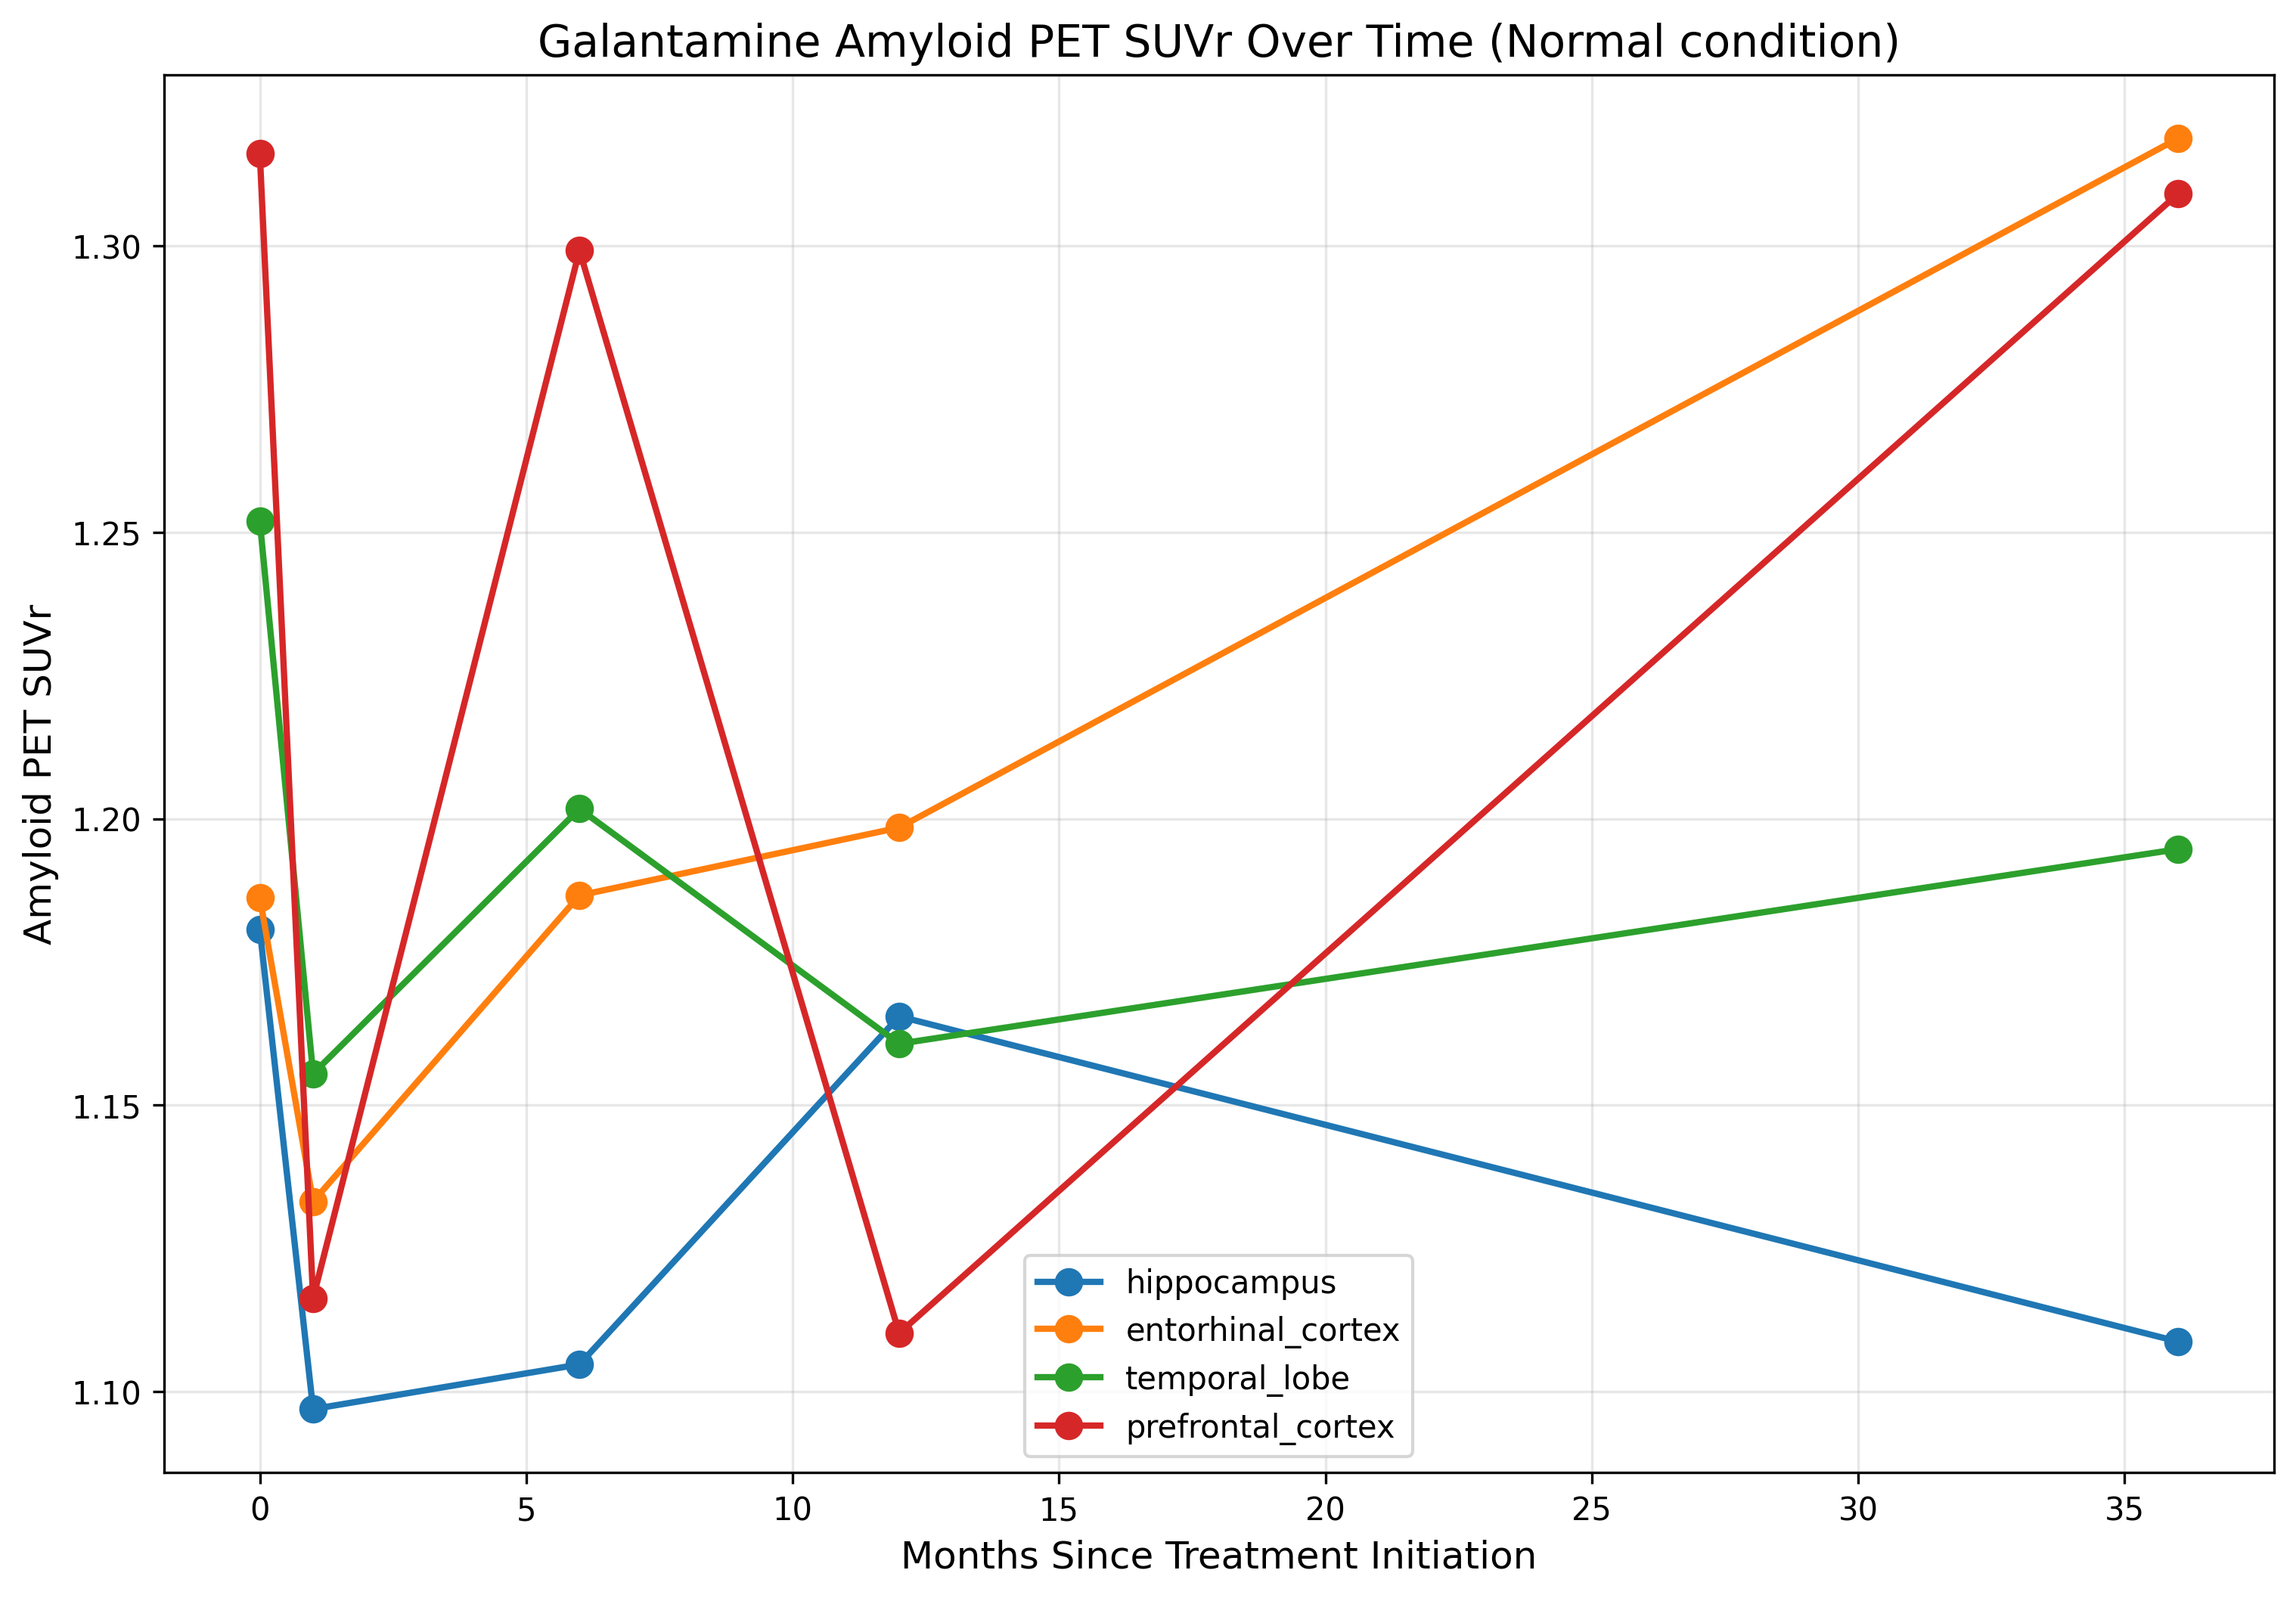 Galantamine Amyloid PET SUVr Over Time (Normal condition)
Amyloid PET SUVr
1.30
1.25
1.20
1.15
1.10
hippocampus
entorhinal_cortex
temporal_lobe
prefrontal_cortex
0 5 10 15 20 25 30 35
Months Since Treatment Initiation